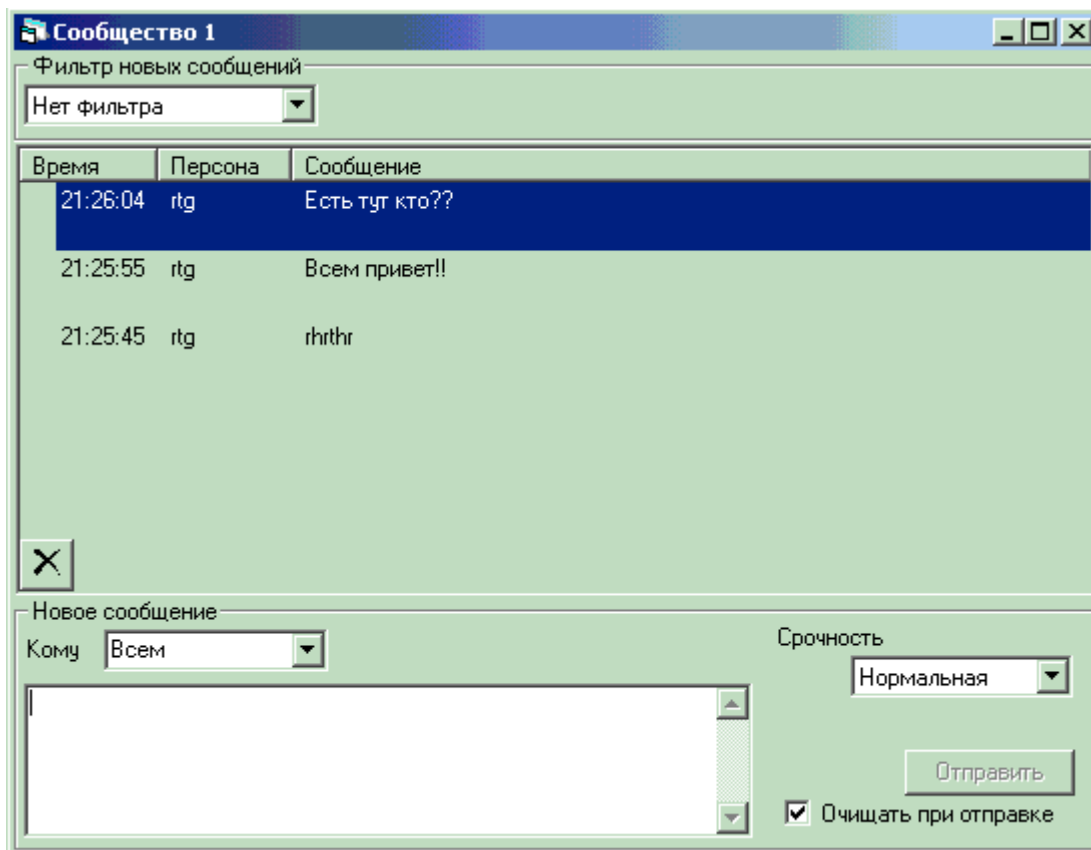 Сообщество 1
Фильтр новых сообщений
Нет фильтра
Время Персона Сообщение
21:26:04 rtg Есть тут кто??
21:25:55 rtg Всем привет!!
21:25:45 rtg rhrthr
Новое сообщение
Кому Всем
Срочность
Нормальная
Отправить
Очищать при отправке